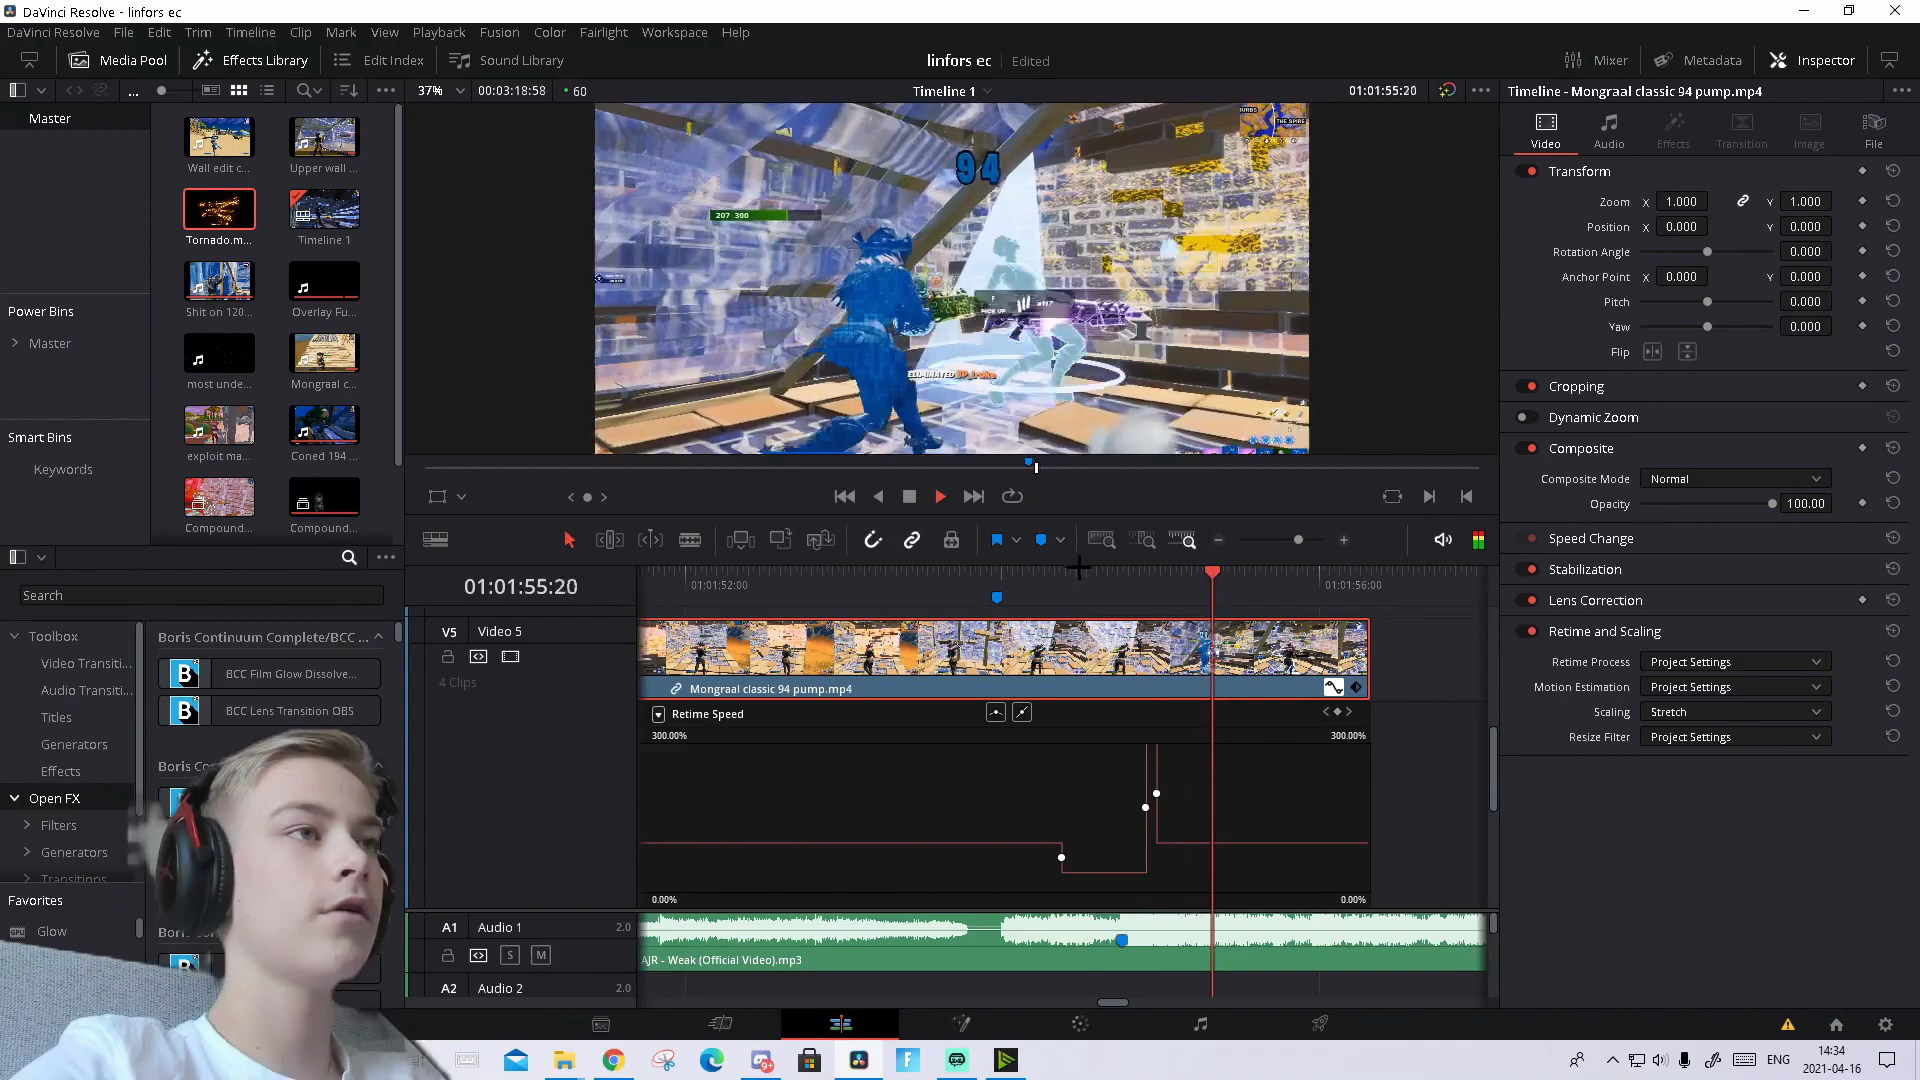 DaVinci Resolve - linfors ec
DaVinci Resolve File Edit Trim Timeline Clip Mark View Playback Fusion Color Fairlight Workspace Help
Media Pool Effects Library Edit Index Sound Library linfors ec Edited Mixer Metadata Inspector
37% 00:03:18:58 60 Timeline 1 01:01:55:20 Timeline - Mongraal classic 94 pump.mp4
Master
Wall edit c... Upper wall ...
Tornado.m... Timeline 1
Shit on 120... Overlay Fu...
most unde... Mongraal c...
exploit ma... Coned 194 ...
Compound... Compound...
Power Bins
Master
Smart Bins
Keywords
THE SPIRE
94
207 300
F
x117
PICK UP
ELIMINATED
Video Audio Effects Transition Image File
Transform
Zoom X 1.000 Y 1.000
Position X 0.000 Y 0.000
Rotation Angle 0.000
Anchor Point X 0.000 Y 0.000
Pitch 0.000
Yaw 0.000
Flip
Cropping
Dynamic Zoom
Composite
Composite Mode Normal
Opacity 100.00
Speed Change
Stabilization
Lens Correction
Retime and Scaling
Retime Process Project Settings
Motion Estimation Project Settings
Scaling Stretch
Resize Filter Project Settings
Search
Toolbox
Video Transiti...
Audio Transiti...
Titles
Generators
Effects
Open FX
Filters
Generators
Transitions
Favorites
Glow
Boris Continuum Complete/BCC ...
BCC Film Glow Dissolve...
BCC Lens Transition OBS
Boris Co
Bori
01:01:55:20
01:01:52:00 01:01:56:00
V5 Video 5
4 Clips
Mongraal classic 94 pump.mp4
Retime Speed
300.00% 300.00%
0.00% 0.00%
A1 Audio 1 2.0
S M
AJR - Weak (Official Video).mp3
A2 Audio 2 2.0
9+
ENG
14:34
2021-04-16